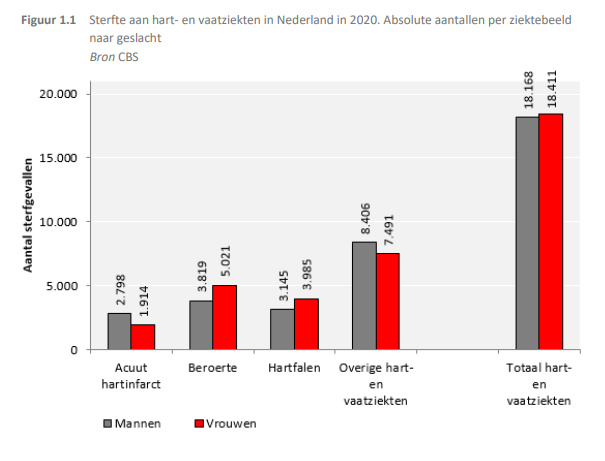 Figuur 1.1 Sterfte aan hart- en vaatziekten in Nederland in 2020. Absolute aantallen per ziektebeeld
naar geslacht
Bron CBS
Aantal sterfgevallen
20.000
15.000
10.000
5.000
0
2.798
1.914
3.819
5.021
3.145
3.985
8.406
7.491
18.168
18.411
Acuut
hartinfarct
Beroerte
Hartfalen
Overige hart-
en
vaatziekten
Totaal hart-
en
vaatziekten
Mannen
Vrouwen